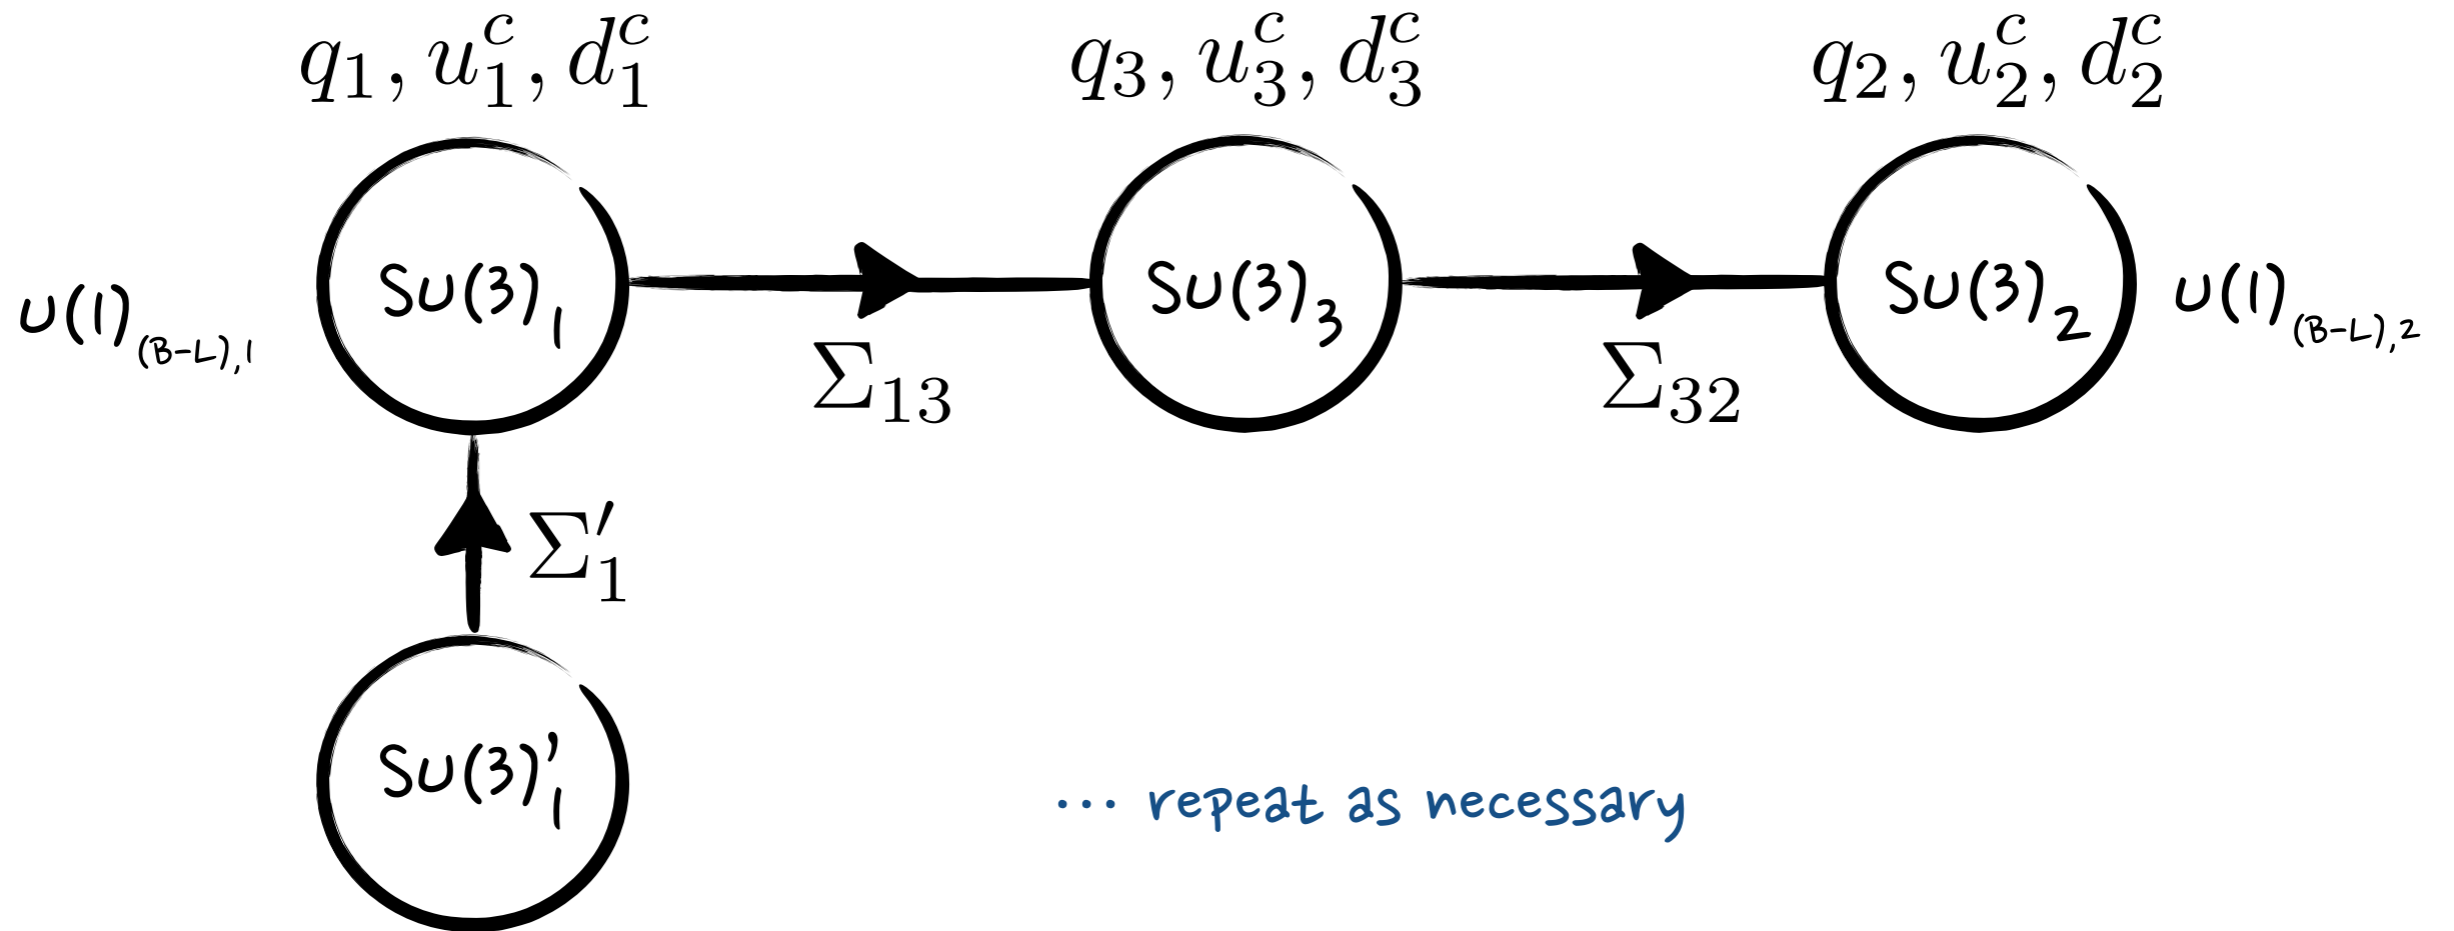 q₁, u₁ᶜ, d₁ᶜ
q₃, u₃ᶜ, d₃ᶜ
q₂, u₂ᶜ, d₂ᶜ
U(1)₍B-L₎,₁
SU(3)₁
Σ₁₃
SU(3)₃
Σ₃₂
SU(3)₂
U(1)₍B-L₎,₂
Σ′₁
SU(3)′₁
... repeat as necessary